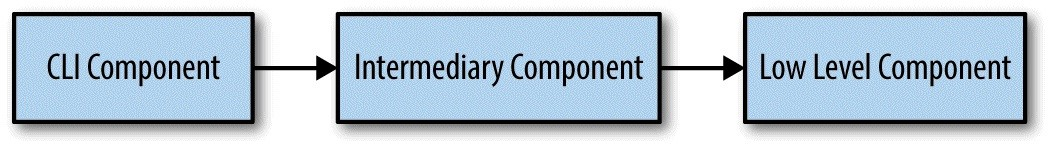 CLI Component
Intermediary Component
Low Level Component